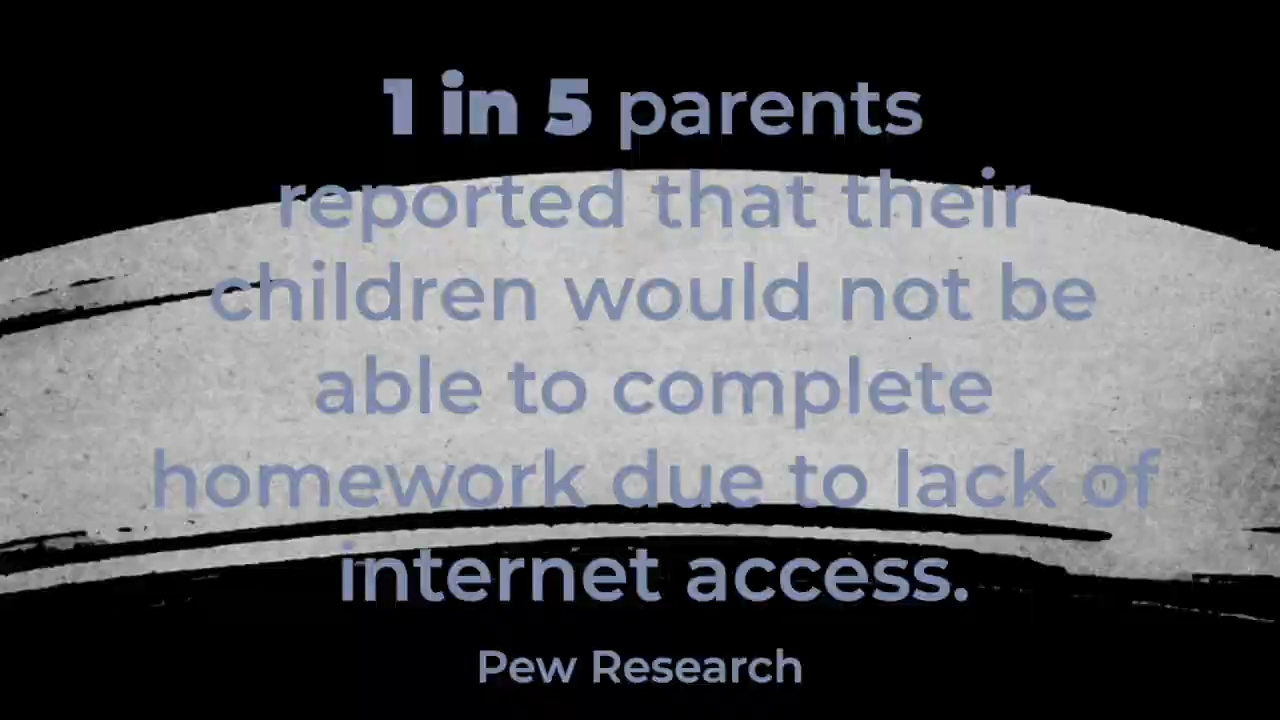 1 in 5 parents
reported that their
children would not be
able to complete
homework due to lack of
internet access.
Pew Research